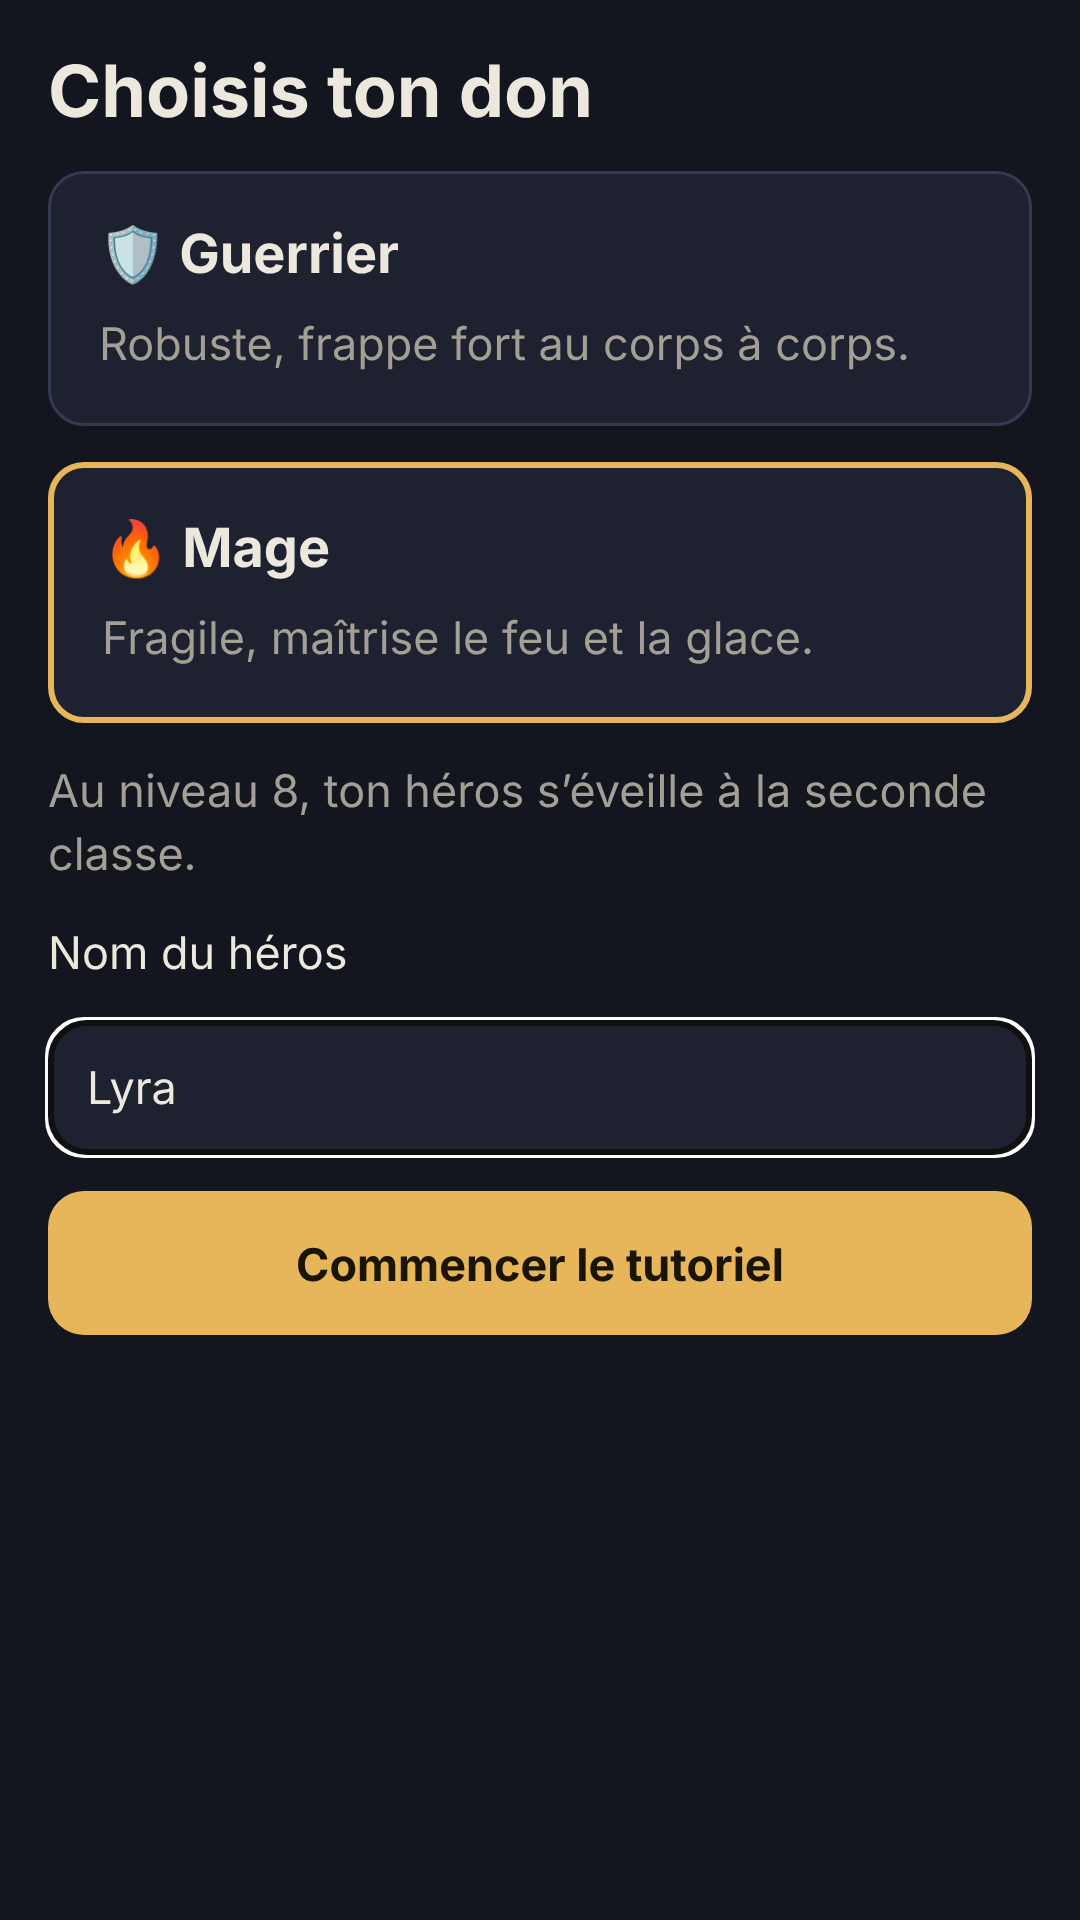 Choisis ton don
Guerrier
Robuste, frappe fort au corps à corps.
Mage
Fragile, maîtrise le feu et la glace.
Au niveau 8, ton héros s’éveille à la seconde
classe.
Nom du héros
Lyra
Commencer le tutoriel